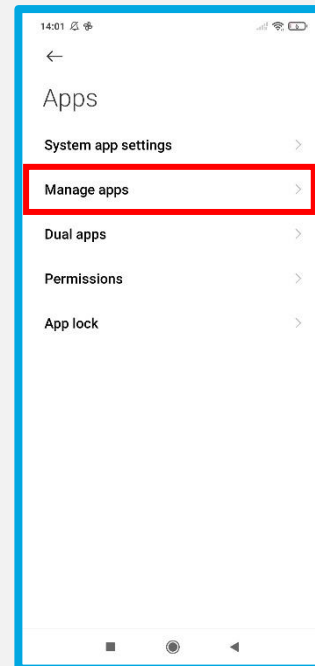 14:01
Apps
System app settings
Manage apps
Dual apps
Permissions
App lock